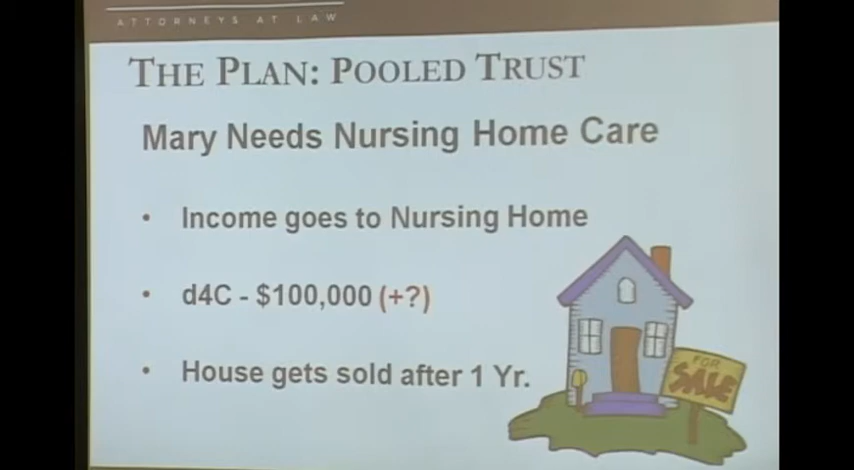 ATTORNEYS AT LAW
THE PLAN: POOLED TRUST
Mary Needs Nursing Home Care
• Income goes to Nursing Home
• d4C - $100,000 (+?)
• House gets sold after 1 Yr.
FOR
SALE